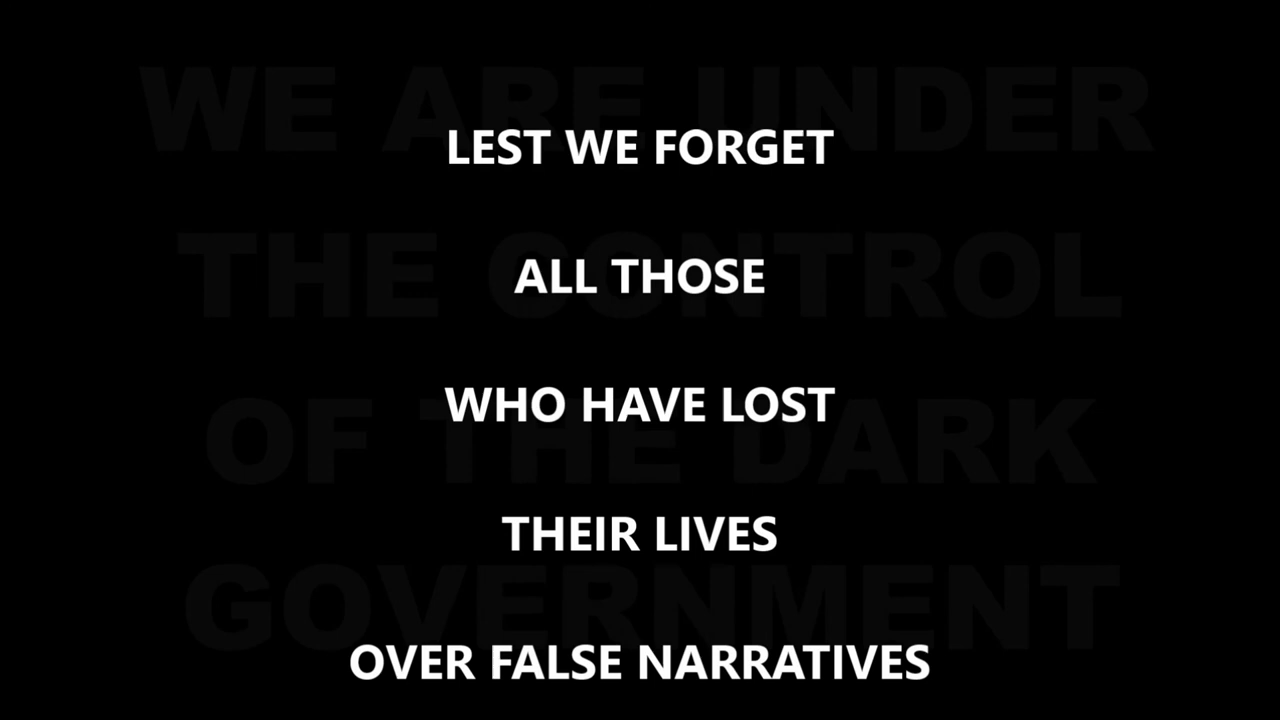 WE ARE UNDER
LEST WE FORGET
THE CONTROL
ALL THOSE
OF THE DARK
WHO HAVE LOST
THEIR LIVES
GOVERNMENT
OVER FALSE NARRATIVES